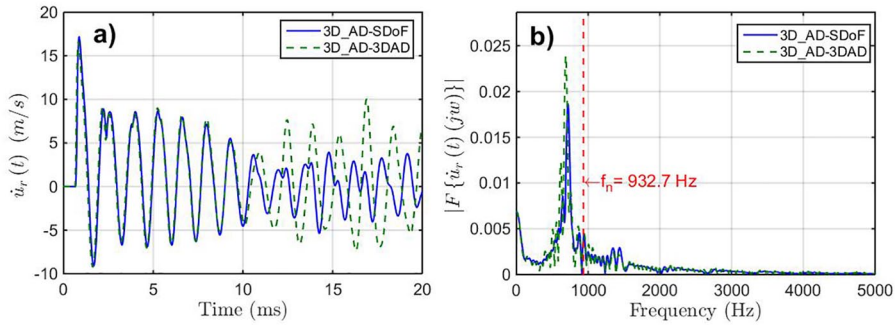 a)
3D_AD-SDoF
3D_AD-3DAD
20
15
10
5
0
-5
-10
u̇r (t) (m/s)
0
5
10
15
20
Time (ms)
b)
3D_AD-SDoF
3D_AD-3DAD
0.025
0.02
0.015
0.01
0.005
0
|F {u̇r (t) (jw)}|
←fn= 932.7 Hz
0
1000
2000
3000
4000
5000
Frequency (Hz)